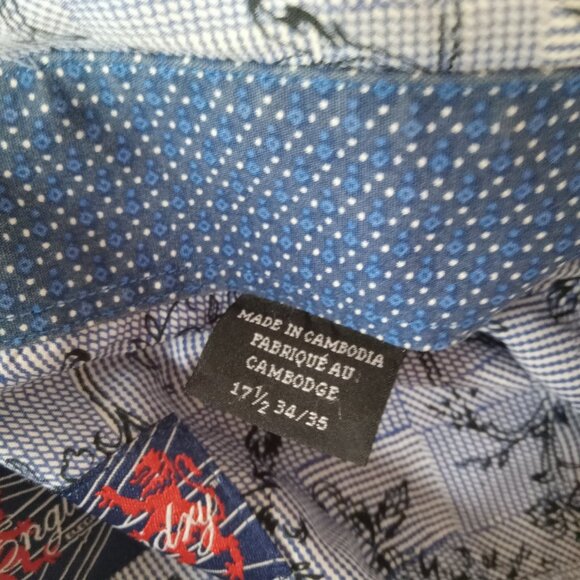 MADE IN CAMBODIA
FABRIQUÉ AU
CAMBODGE
17½ 34/35